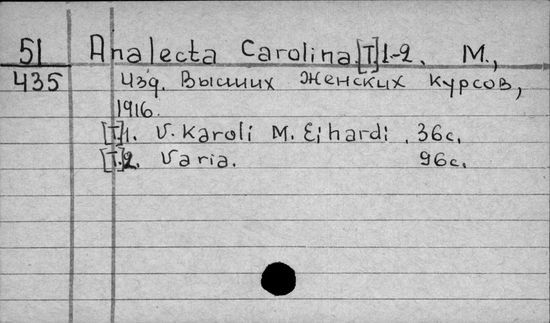 51 Analecta Carolina [T] 1-2. М.,
435 изд. Высших Женских Курсов,
1916.
[T.]1. V. Karoli M. Eihardi. 36с.
[T.]2. Varia. 96с.